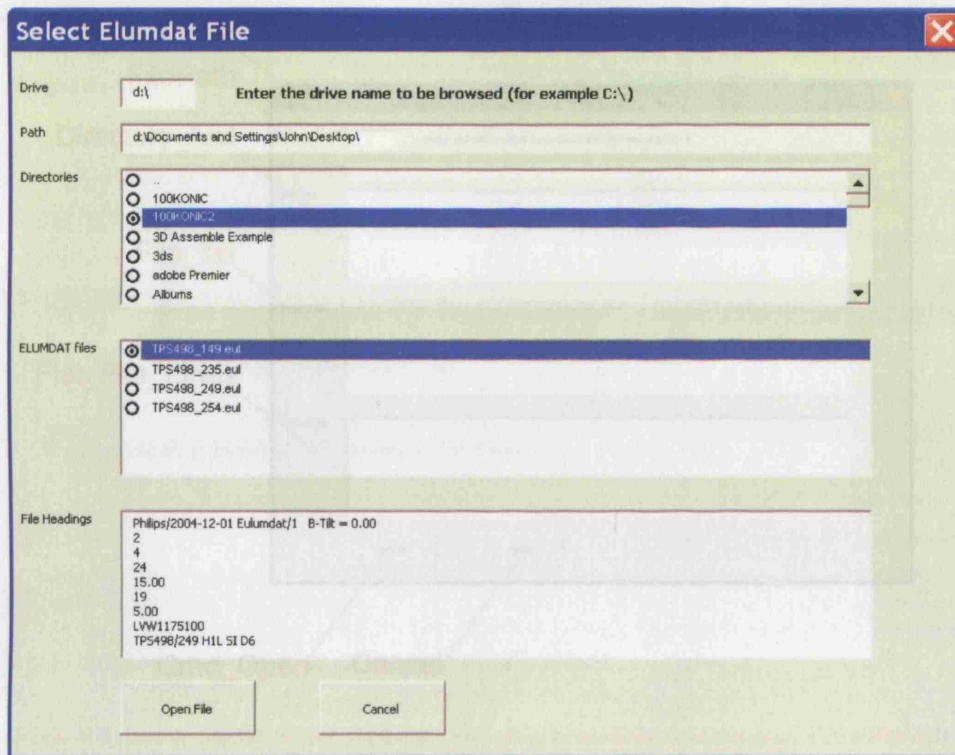 Select Elumdat File
Drive
d:\
Enter the drive name to be browsed (for example C:\)
Path
d:\Documents and Settings\John\Desktop\
Directories
..
100KONIC
100KONIC2
3D Assemble Example
3ds
adobe Premier
Albums
ELUMDAT files
TPS498_149.eul
TPS498_235.eul
TPS498_249.eul
TPS498_254.eul
File Headings
Philips/2004-12-01 Eulumdat/1 B-Tilt = 0.00
2
4
24
15.00
19
5.00
LVW1175100
TPS498/249 H1L SI D6
Open File
Cancel